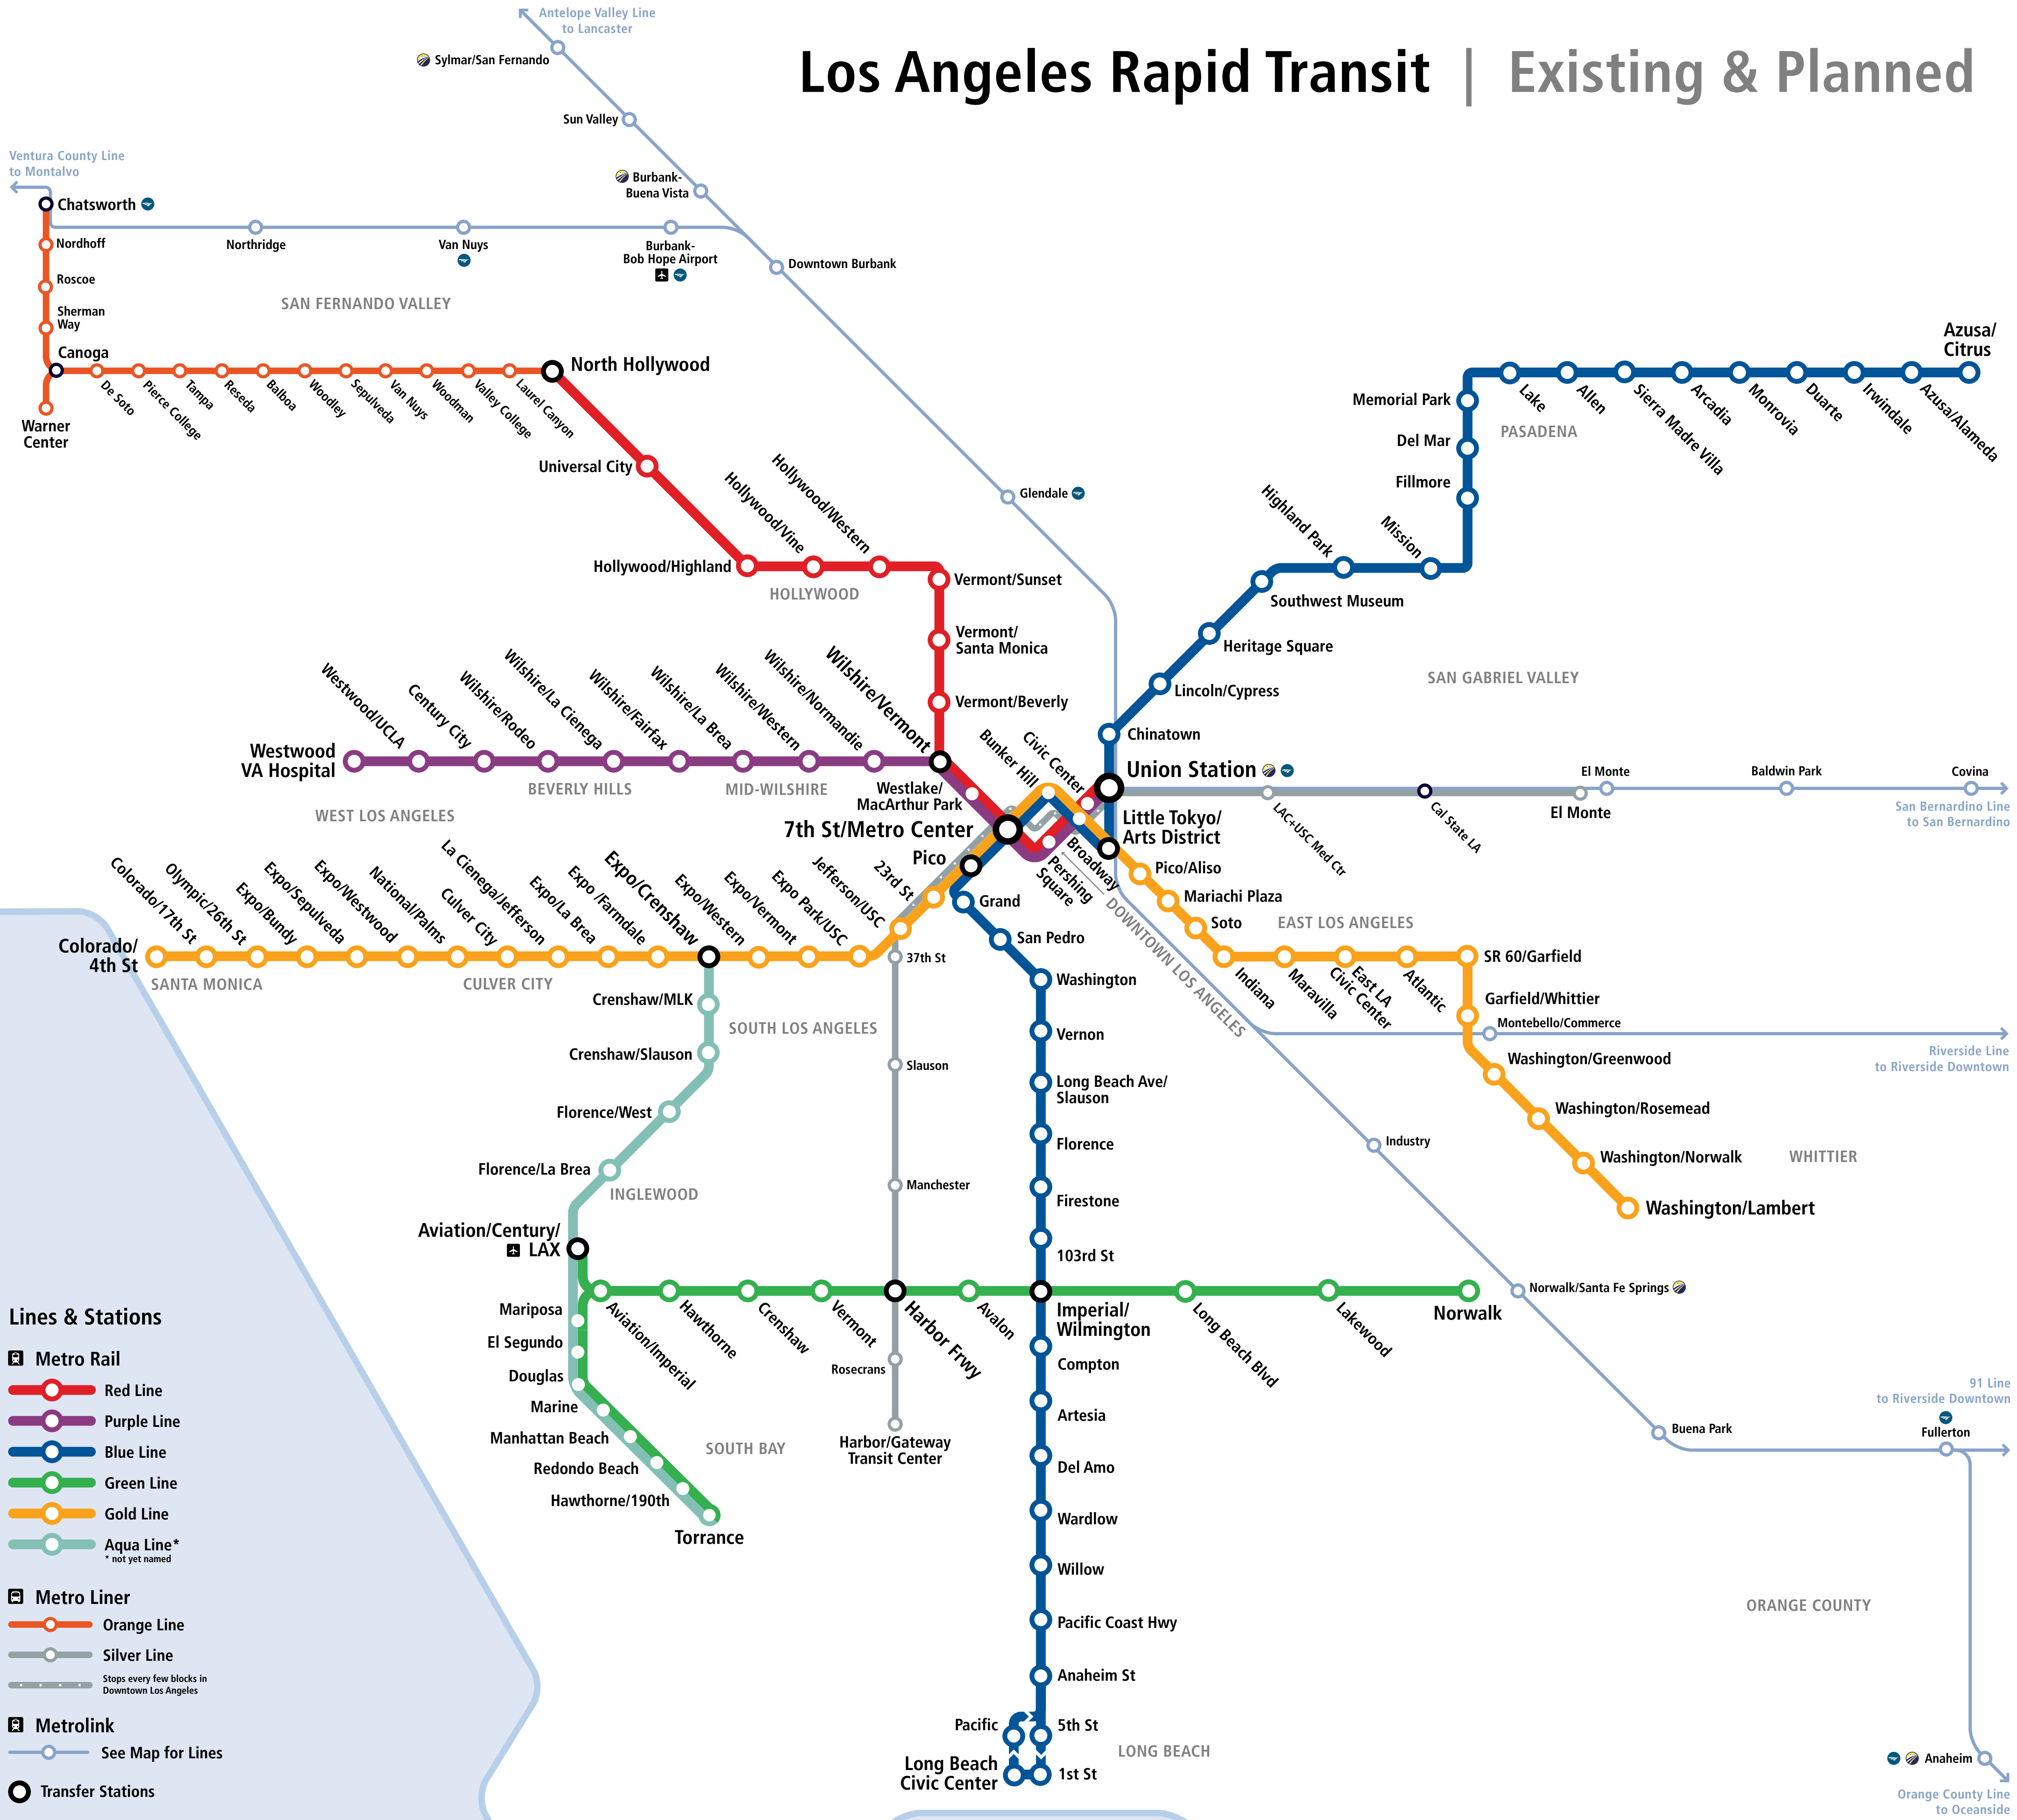 Los Angeles Rapid Transit | Existing & Planned
Antelope Valley Line
to Lancaster
Sylmar/San Fernando
Sun Valley
Burbank-
Buena Vista
Ventura County Line
to Montalvo
Chatsworth
Nordhoff
Roscoe
Sherman
Way
Canoga
Warner
Center
Northridge
Van Nuys
Burbank-
Bob Hope Airport
Downtown Burbank
Glendale
SAN FERNANDO VALLEY
De Soto
Pierce College
Tampa
Reseda
Balboa
Woodley
Sepulveda
Van Nuys
Woodman
Valley College
Laurel Canyon
North Hollywood
Universal City
Hollywood/Highland
Hollywood/Vine
Hollywood/Western
HOLLYWOOD
Vermont/Sunset
Vermont/
Santa Monica
Vermont/Beverly
Azusa/
Citrus
Memorial Park
Del Mar
Fillmore
PASADENA
Lake
Allen
Sierra Madre Villa
Arcadia
Monrovia
Duarte
Irwindale
Azusa/Alameda
Highland Park
Mission
Southwest Museum
Heritage Square
Lincoln/Cypress
Chinatown
SAN GABRIEL VALLEY
Westwood
VA Hospital
Westwood/UCLA
Century City
Wilshire/Rodeo
Wilshire/La Cienega
Wilshire/Fairfax
Wilshire/La Brea
Wilshire/Western
Wilshire/Normandie
Wilshire/Vermont
WEST LOS ANGELES
BEVERLY HILLS
MID-WILSHIRE
Westlake/
MacArthur Park
7th St/Metro Center
Pico
Bunker Hill
Civic Center
Union Station
Little Tokyo/
Arts District
Broadway
Pershing
Square
DOWNTOWN LOS ANGELES
LAC+USC Med Ctr
Cal State LA
El Monte
El Monte
Baldwin Park
Covina
San Bernardino Line
to San Bernardino
Colorado/
4th St
Colorado/17th St
Olympic/26th St
Expo/Bundy
Expo/Sepulveda
Expo/Westwood
National/Palms
Culver City
La Cienega/Jefferson
Expo/La Brea
Expo /Farmdale
Expo/Crenshaw
Expo/Western
Expo/Vermont
Expo Park/USC
Jefferson/USC
23rd St
SANTA MONICA
CULVER CITY
SOUTH LOS ANGELES
Pico/Aliso
Mariachi Plaza
Soto
EAST LOS ANGELES
Indiana
Maravilla
East LA
Civic Center
Atlantic
SR 60/Garfield
Garfield/Whittier
Montebello/Commerce
Riverside Line
to Riverside Downtown
Washington/Greenwood
Washington/Rosemead
Washington/Norwalk
WHITTIER
Washington/Lambert
Industry
Norwalk/Santa Fe Springs
Buena Park
91 Line
to Riverside Downtown
Fullerton
ORANGE COUNTY
Anaheim
Orange County Line
to Oceanside
Crenshaw/MLK
Crenshaw/Slauson
Florence/West
Florence/La Brea
INGLEWOOD
Aviation/Century/
LAX
Mariposa
El Segundo
Douglas
Marine
Manhattan Beach
Redondo Beach
Hawthorne/190th
Torrance
SOUTH BAY
Aviation/Imperial
Hawthorne
Crenshaw
Vermont
Harbor Frwy
Avalon
Imperial/
Wilmington
Long Beach Blvd
Lakewood
Norwalk
37th St
Slauson
Manchester
Rosecrans
Harbor/Gateway
Transit Center
Grand
San Pedro
Washington
Vernon
Long Beach Ave/
Slauson
Florence
Firestone
103rd St
Compton
Artesia
Del Amo
Wardlow
Willow
Pacific Coast Hwy
Anaheim St
Pacific
5th St
Long Beach
Civic Center
1st St
LONG BEACH
Lines & Stations
Metro Rail
Red Line
Purple Line
Blue Line
Green Line
Gold Line
Aqua Line*
* not yet named
Metro Liner
Orange Line
Silver Line
Stops every few blocks in
Downtown Los Angeles
Metrolink
See Map for Lines
Transfer Stations